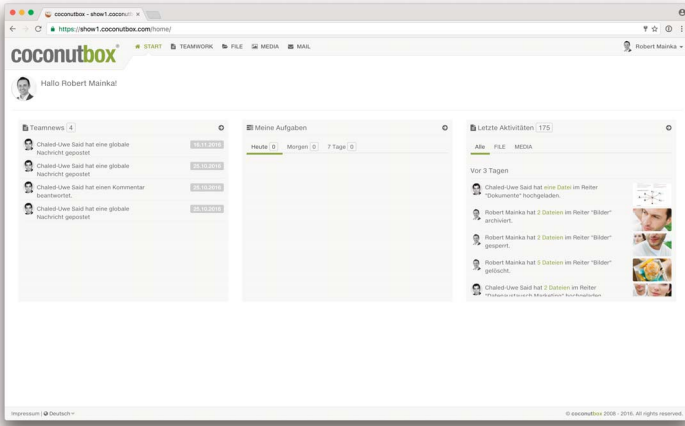 coconutbox - show1.coconutb
https://show1.coconutbox.com/home/
coconutbox®
START TEAMWORK FILE MEDIA MAIL
Robert Mainka
Hallo Robert Mainka!
Teamnews 4
Chaled-Uwe Said hat eine globale
Nachricht gepostet
16.11.2016
Chaled-Uwe Said hat eine globale
Nachricht gepostet
25.10.2016
Chaled-Uwe Said hat einen Kommentar
beantwortet.
25.10.2016
Chaled-Uwe Said hat eine globale
Nachricht gepostet
25.10.2016
Meine Aufgaben
Heute 0 Morgen 0 7 Tage 0
Letzte Aktivitäten 175
Alle FILE MEDIA
Vor 3 Tagen
Chaled-Uwe Said hat eine Datei im Reiter
"Dokumente" hochgeladen.
Robert Mainka hat 2 Dateien im Reiter "Bilder"
archiviert.
Robert Mainka hat 2 Dateien im Reiter "Bilder"
gesperrt.
Robert Mainka hat 3 Dateien im Reiter "Bilder"
gelöscht.
Chaled-Uwe Said hat 2 Dateien im Reiter
"Datenaustausch Marketing" hochgeladen
Impressum | Deutsch
© coconutbox 2008 - 2016. All rights reserved.